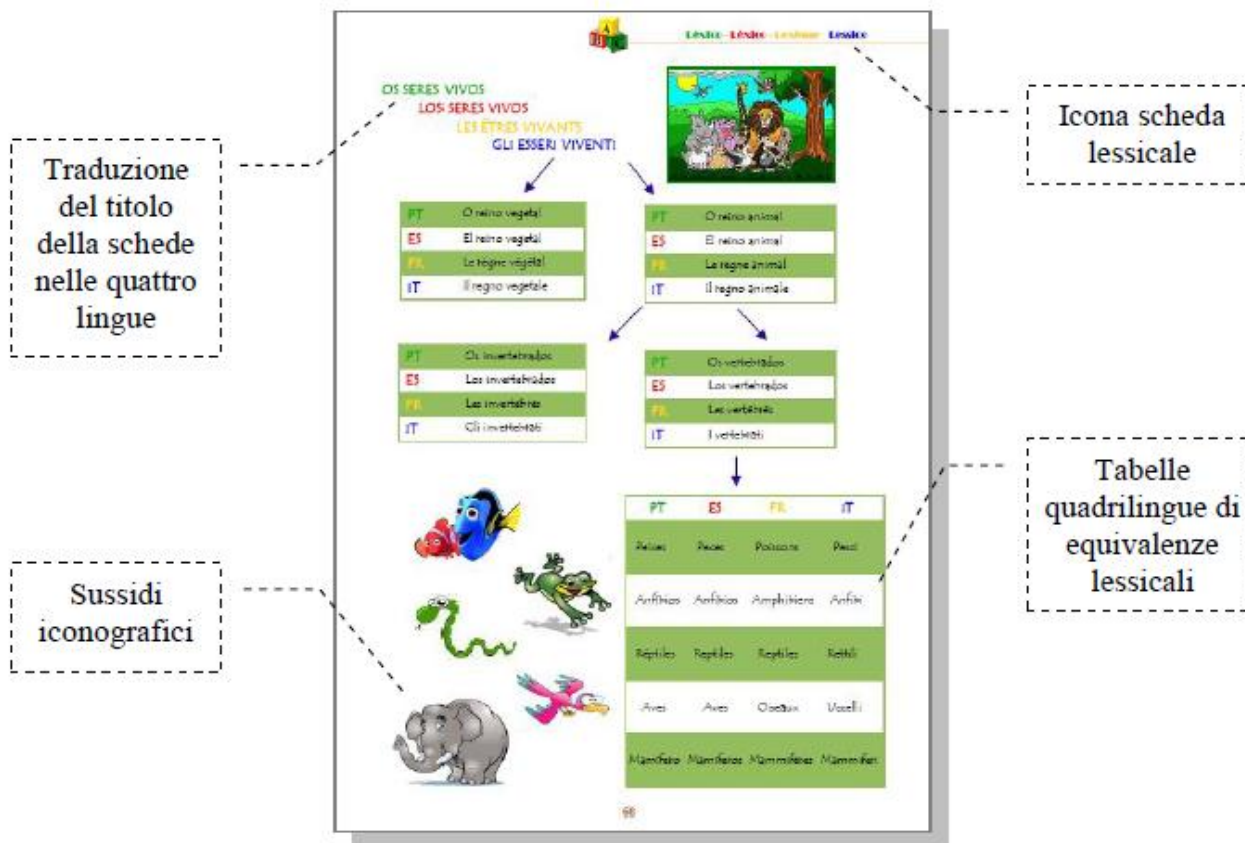 A
B C
Léxico - Léxico - Lexique - Lessico
OS SERES VIVOS
LOS SERES VIVOS
LES ÊTRES VIVANTS
GLI ESSERI VIVENTI
Traduzione
del titolo
della schede
nelle quattro
lingue
Icona scheda
lessicale
PT O reino vegetal
ES El reino vegetal
FR Le règne végétal
IT Il regno vegetale
PT O reino animal
ES El reino animal
FR Le règne animal
IT Il regno animale
PT Os invertebrados
ES Los invertebrados
FR Les invertébrés
IT Gli invertebrati
PT Os vertebrados
ES Los vertebrados
FR Les vertébrés
IT I vertebrati
PT ES FR IT
Peixes Peces Poissons Pesci
Anfíbios Anfibios Amphibiens Anfibi
Répteis Reptiles Reptiles Rettili
Aves Aves Oiseaux Uccelli
Mamíferos Mamíferos Mammifères Mammiferi
Sussidi
iconografici
Tabelle
quadrilingue di
equivalenze
lessicali